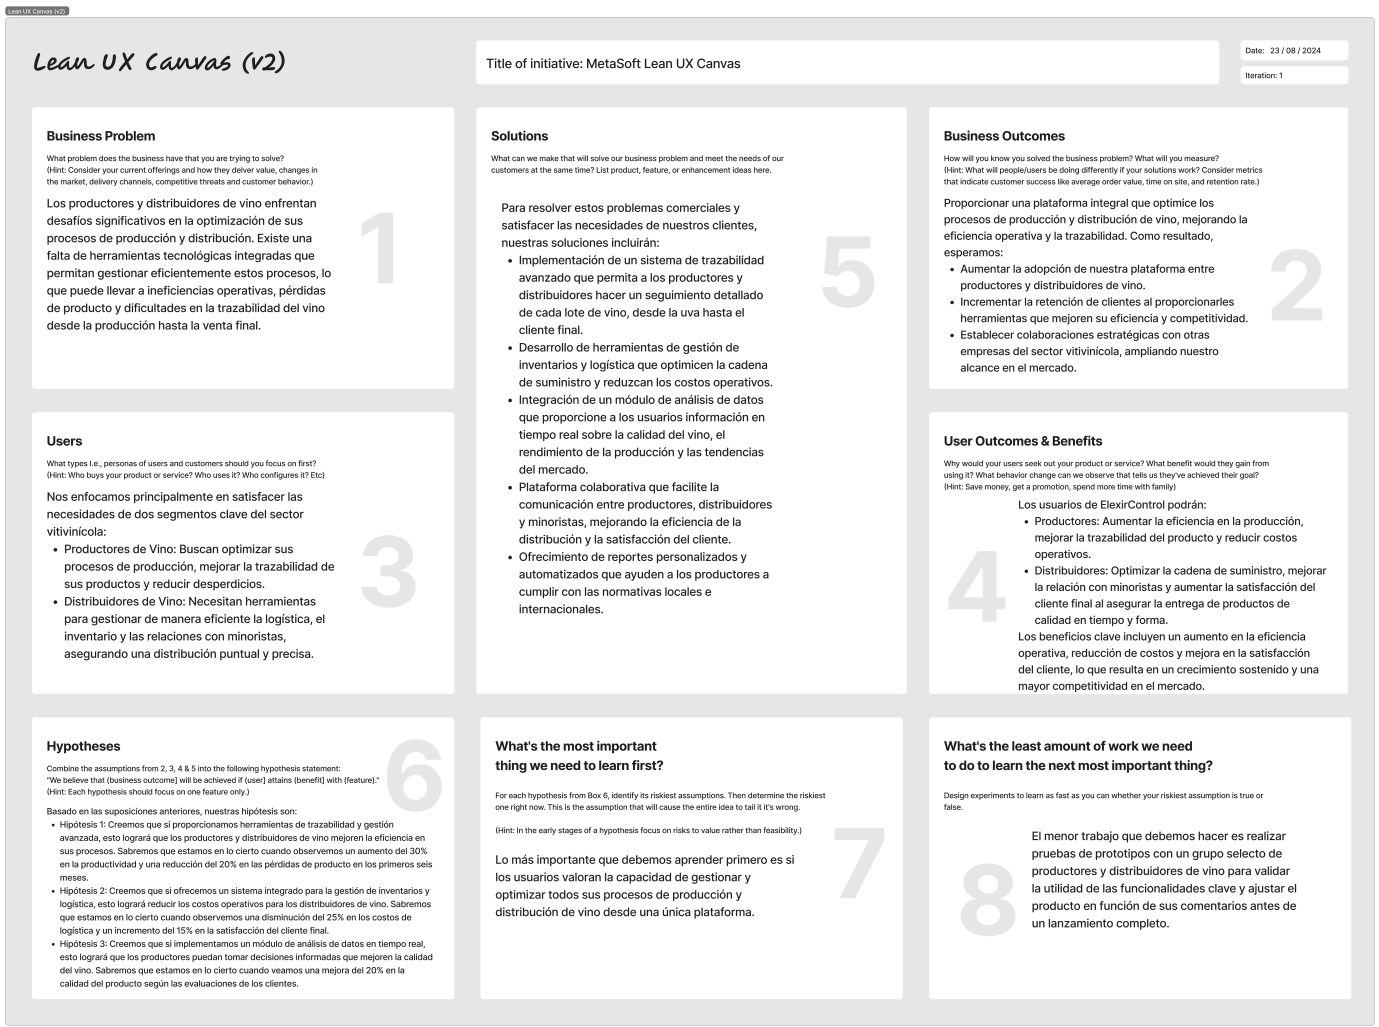 Lean UX Canvas (v2)
Lean UX Canvas (v2)
Title of initiative: MetaSoft Lean UX Canvas
Date: 23 / 08 / 2024
Iteration: 1
Business Problem
What problem does the business have that you are trying to solve?
(Hint: Consider your current offerings and how they delver value, changes in
the market, delivery channels, competitive threats and customer behavior.)
Los productores y distribuidores de vino enfrentan
desafíos significativos en la optimización de sus
procesos de producción y distribución. Existe una
falta de herramientas tecnológicas integradas que
permitan gestionar eficientemente estos procesos, lo
que puede llevar a ineficiencias operativas, pérdidas
de producto y dificultades en la trazabilidad del vino
desde la producción hasta la venta final.
1
Solutions
What can we make that will solve our business problem and meet the needs of our
customers at the same time? List product, feature, or enhancement ideas here.
Para resolver estos problemas comerciales y
satisfacer las necesidades de nuestros clientes,
nuestras soluciones incluirán:
• Implementación de un sistema de trazabilidad
avanzado que permita a los productores y
distribuidores hacer un seguimiento detallado
de cada lote de vino, desde la uva hasta el
cliente final.
• Desarrollo de herramientas de gestión de
inventarios y logística que optimicen la cadena
de suministro y reduzcan los costos operativos.
• Integración de un módulo de análisis de datos
que proporcione a los usuarios información en
tiempo real sobre la calidad del vino, el
rendimiento de la producción y las tendencias
del mercado.
• Plataforma colaborativa que facilite la
comunicación entre productores, distribuidores
y minoristas, mejorando la eficiencia de la
distribución y la satisfacción del cliente.
• Ofrecimiento de reportes personalizados y
automatizados que ayuden a los productores a
cumplir con las normativas locales e
internacionales.
5
Business Outcomes
How will you know you solved the business problem? What will you measure?
(Hint: What will people/users be doing differently if your solutions work? Consider metrics
that indicate customer success like average order value, time on site, and retention rate.)
Proporcionar una plataforma integral que optimice los
procesos de producción y distribución de vino, mejorando la
eficiencia operativa y la trazabilidad. Como resultado,
esperamos:
• Aumentar la adopción de nuestra plataforma entre
productores y distribuidores de vino.
• Incrementar la retención de clientes al proporcionarles
herramientas que mejoren su eficiencia y competitividad.
• Establecer colaboraciones estratégicas con otras
empresas del sector vitivinícola, ampliando nuestro
alcance en el mercado.
2
Users
What types I.e., personas of users and customers should you focus on first?
(Hint: Who buys your product or service? Who uses it? Who configures it? Etc)
Nos enfocamos principalmente en satisfacer las
necesidades de dos segmentos clave del sector
vitivinícola:
• Productores de Vino: Buscan optimizar sus
procesos de producción, mejorar la trazabilidad de
sus productos y reducir desperdicios.
• Distribuidores de Vino: Necesitan herramientas
para gestionar de manera eficiente la logística, el
inventario y las relaciones con minoristas,
asegurando una distribución puntual y precisa.
3
User Outcomes & Benefits
Why would your users seek out your product or service? What benefit would they gain from
using it? What behavior change can we observe that tells us they've achieved their goal?
(Hint: Save money, get a promotion, spend more time with family)
Los usuarios de ElexirControl podrán:
• Productores: Aumentar la eficiencia en la producción,
mejorar la trazabilidad del producto y reducir costos
operativos.
• Distribuidores: Optimizar la cadena de suministro, mejorar
la relación con minoristas y aumentar la satisfacción del
cliente final al asegurar la entrega de productos de
calidad en tiempo y forma.
Los beneficios clave incluyen un aumento en la eficiencia
operativa, reducción de costos y mejora en la satisfacción
del cliente, lo que resulta en un crecimiento sostenido y una
mayor competitividad en el mercado.
4
Hypotheses
Combine the assumptions from 2, 3, 4 & 5 into the following hypothesis statement:
"We believe that (business outcome] will be achieved if (user] attains (benefit] with (feature)."
(Hint: Each hypothesis should focus on one feature only.)
Basado en las suposiciones anteriores, nuestras hipótesis son:
• Hipótesis 1: Creemos que si proporcionamos herramientas de trazabilidad y gestión
avanzada, esto logrará que los productores y distribuidores de vino mejoren la eficiencia en
sus procesos. Sabremos que estamos en lo cierto cuando observemos un aumento del 30%
en la productividad y una reducción del 20% en las pérdidas de producto en los primeros seis
meses.
• Hipótesis 2: Creemos que si ofrecemos un sistema integrado para la gestión de inventarios y
logística, esto logrará reducir los costos operativos para los distribuidores de vino. Sabremos
que estamos en lo cierto cuando observemos una disminución del 25% en los costos de
logística y un incremento del 15% en la satisfacción del cliente final.
• Hipótesis 3: Creemos que si implementamos un módulo de análisis de datos en tiempo real,
esto logrará que los productores puedan tomar decisiones informadas que mejoren la calidad
del vino. Sabremos que estamos en lo cierto cuando veamos una mejora del 20% en la
calidad del producto según las evaluaciones de los clientes.
6
What's the most important
thing we need to learn first?
For each hypothesis from Box 6, identify its riskiest assumptions. Then determine the riskiest
one right now. This is the assumption that will cause the entire idea to tail it it's wrong.
(Hint: In the early stages of a hypothesis focus on risks to value rather than feasibility.)
Lo más importante que debemos aprender primero es si
los usuarios valoran la capacidad de gestionar y
optimizar todos sus procesos de producción y
distribución de vino desde una única plataforma.
7
What's the least amount of work we need
to do to learn the next most important thing?
Design experiments to learn as fast as you can whether your riskiest assumption is true or
false.
El menor trabajo que debemos hacer es realizar
pruebas de prototipos con un grupo selecto de
productores y distribuidores de vino para validar
la utilidad de las funcionalidades clave y ajustar el
producto en función de sus comentarios antes de
un lanzamiento completo.
8